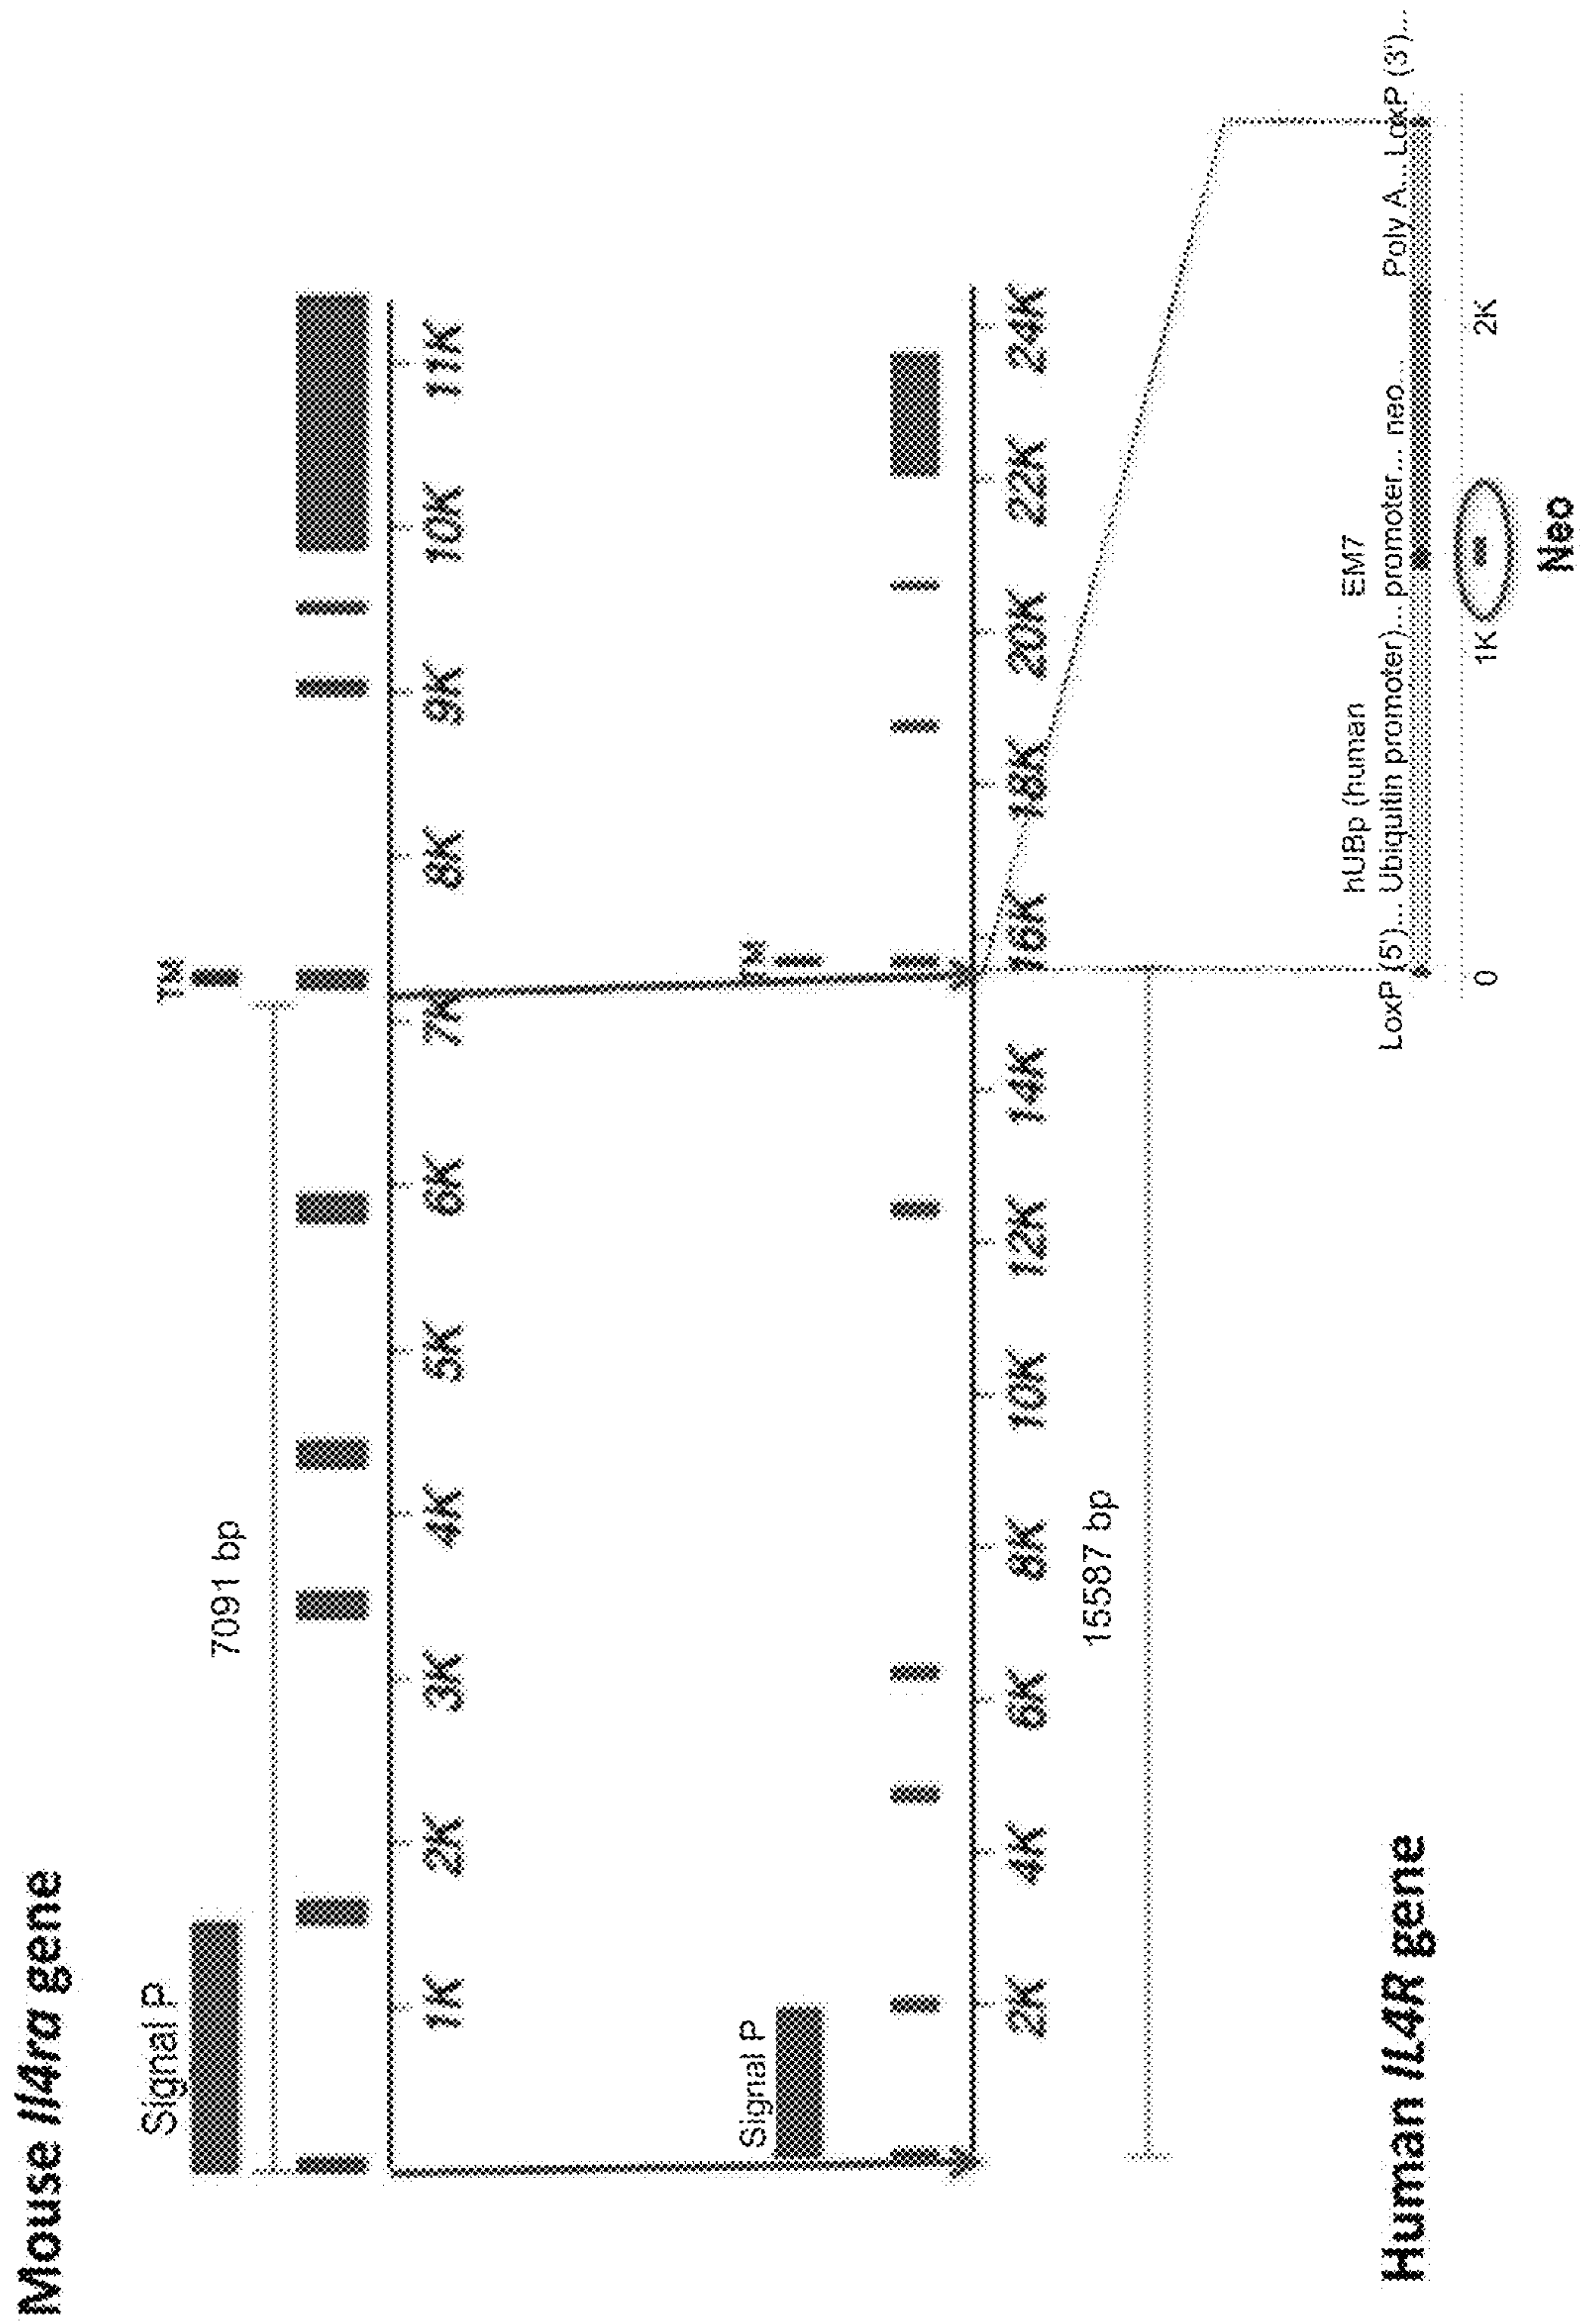 Mouse Il4ra gene
Signal P
TM
7091 bp
1K 2K 3K 4K 5K 6K 7K 8K 9K 10K 11K
Signal P
TM
2K 4K 6K 8K 10K 12K 14K 16K 18K 20K 22K 24K
15587 bp
Human IL4R gene
hUBp (human EM7
LoxP (5')... Ubiquitin promoter)... promoter... neo... Poly A... LoxP (3')...
0 1K 2K
Neo